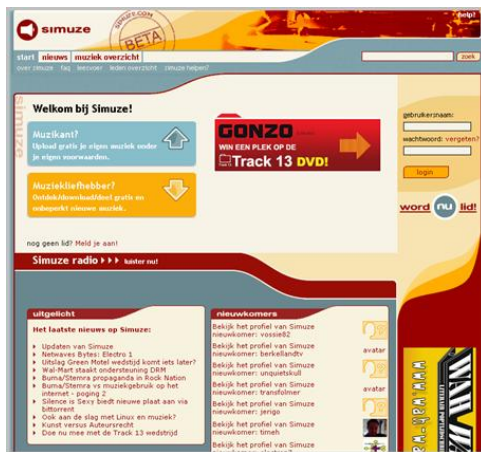 simuze
SIMUZE.COM
BETA
help?
start nieuws muziek overzicht
zoek
over simuze faq leesvoer leden overzicht simuze helpen?
simuze
Welkom bij Simuze!
Muzikant?
Upload gratis je eigen muziek onder
je eigen voorwaarden.
Muziekliefhebber?
Ontdek/download/deel gratis en
onbeperkt nieuwe muziek.
GONZO
WIN EEN PLEK OP DE
Track 13 DVD!
gebruikersnaam:
wachtwoord: vergeten?
login
word nu lid!
nog geen lid? Meld je aan!
Simuze radio luister nu!
uitgelicht
Het laatste nieuws op Simuze:
Updaten van Simuze
Netwaves Bytes: Electro 1
Uitslag Green Motel wedstijd komt iets later?
Wal-Mart staakt ondersteuning DRM
Buma/Stemra propaganda in Rock Nation
Buma/Stemra vs muziekgebruik op het
internet - poging 2
Silence is Sexy biedt nieuwe plaat aan via
bittorrent
Ook aan de slag met Linux en muziek?
Kunst versus Auteursrecht
Doe nu mee met de Track 13 wedstrijd
nieuwkomers
Bekijk het profiel van Simuze
nieuwkomer: vossie82
Bekijk het profiel van Simuze
nieuwkomer: berkellandtv
avatar
Bekijk het profiel van Simuze
nieuwkomer: unquietskull
Bekijk het profiel van Simuze
nieuwkomer: transfolmer
avatar
Bekijk het profiel van Simuze
nieuwkomer: jerigo
Bekijk het profiel van Simuze
nieuwkomer: timeh
Bekijk het profiel van Simuze